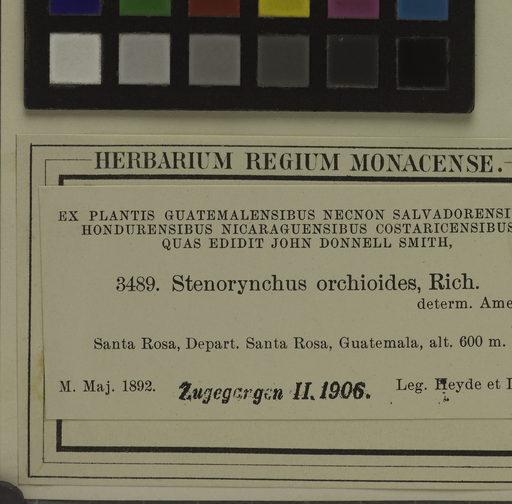 HERBARIUM REGIUM MONACENSE.
EX PLANTIS GUATEMALENSIBUS NECNON SALVADORENSI
HONDURENSIBUS NICARAGUENSIBUS COSTARICENSIBUS
QUAS EDIDIT JOHN DONNELL SMITH,
3489. Stenorynchus orchioides, Rich.
determ. Ame
Santa Rosa, Depart. Santa Rosa, Guatemala, alt. 600 m.
M. Maj. 1892. Zugegangen II. 1906. Leg. Heyde et